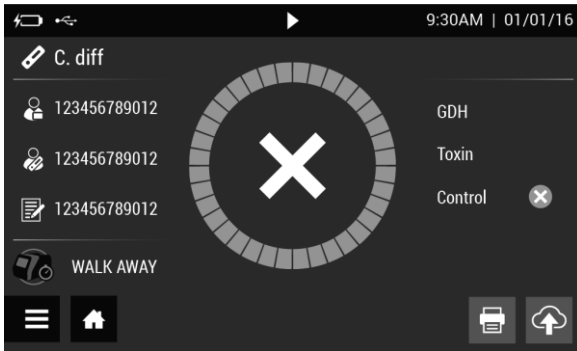 9:30AM | 01/01/16
C. diff
123456789012
123456789012
123456789012
WALK AWAY
GDH
Toxin
Control